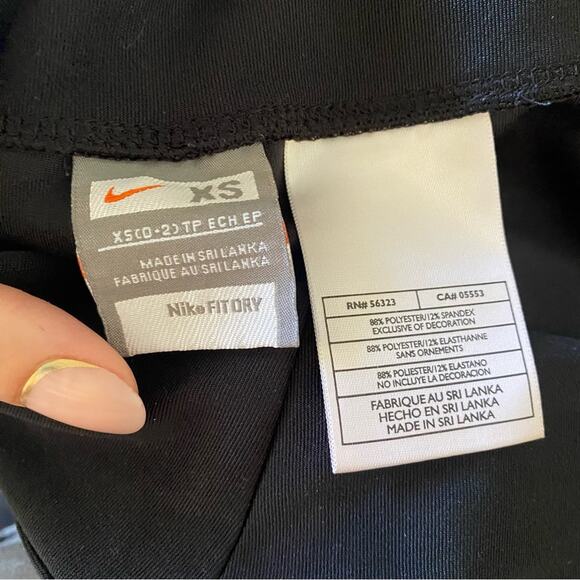 XS
XS(0-2) TP ECH EP
MADE IN SRI LANKA
FABRIQUE AU SRI LANKA
Nike FIT DRY
RN# 56323 CA# 05553
88% POLYESTER/12% SPANDEX
EXCLUSIVE OF DECORATION
88% POLYESTER/12% ELASTHANNE
SANS ORNEMENTS
88% POLYESTER/12% ELASTANO
NO INCLUYE LA DECORACION
FABRIQUE AU SRI LANKA
HECHO EN SRI LANKA
MADE IN SRI LANKA